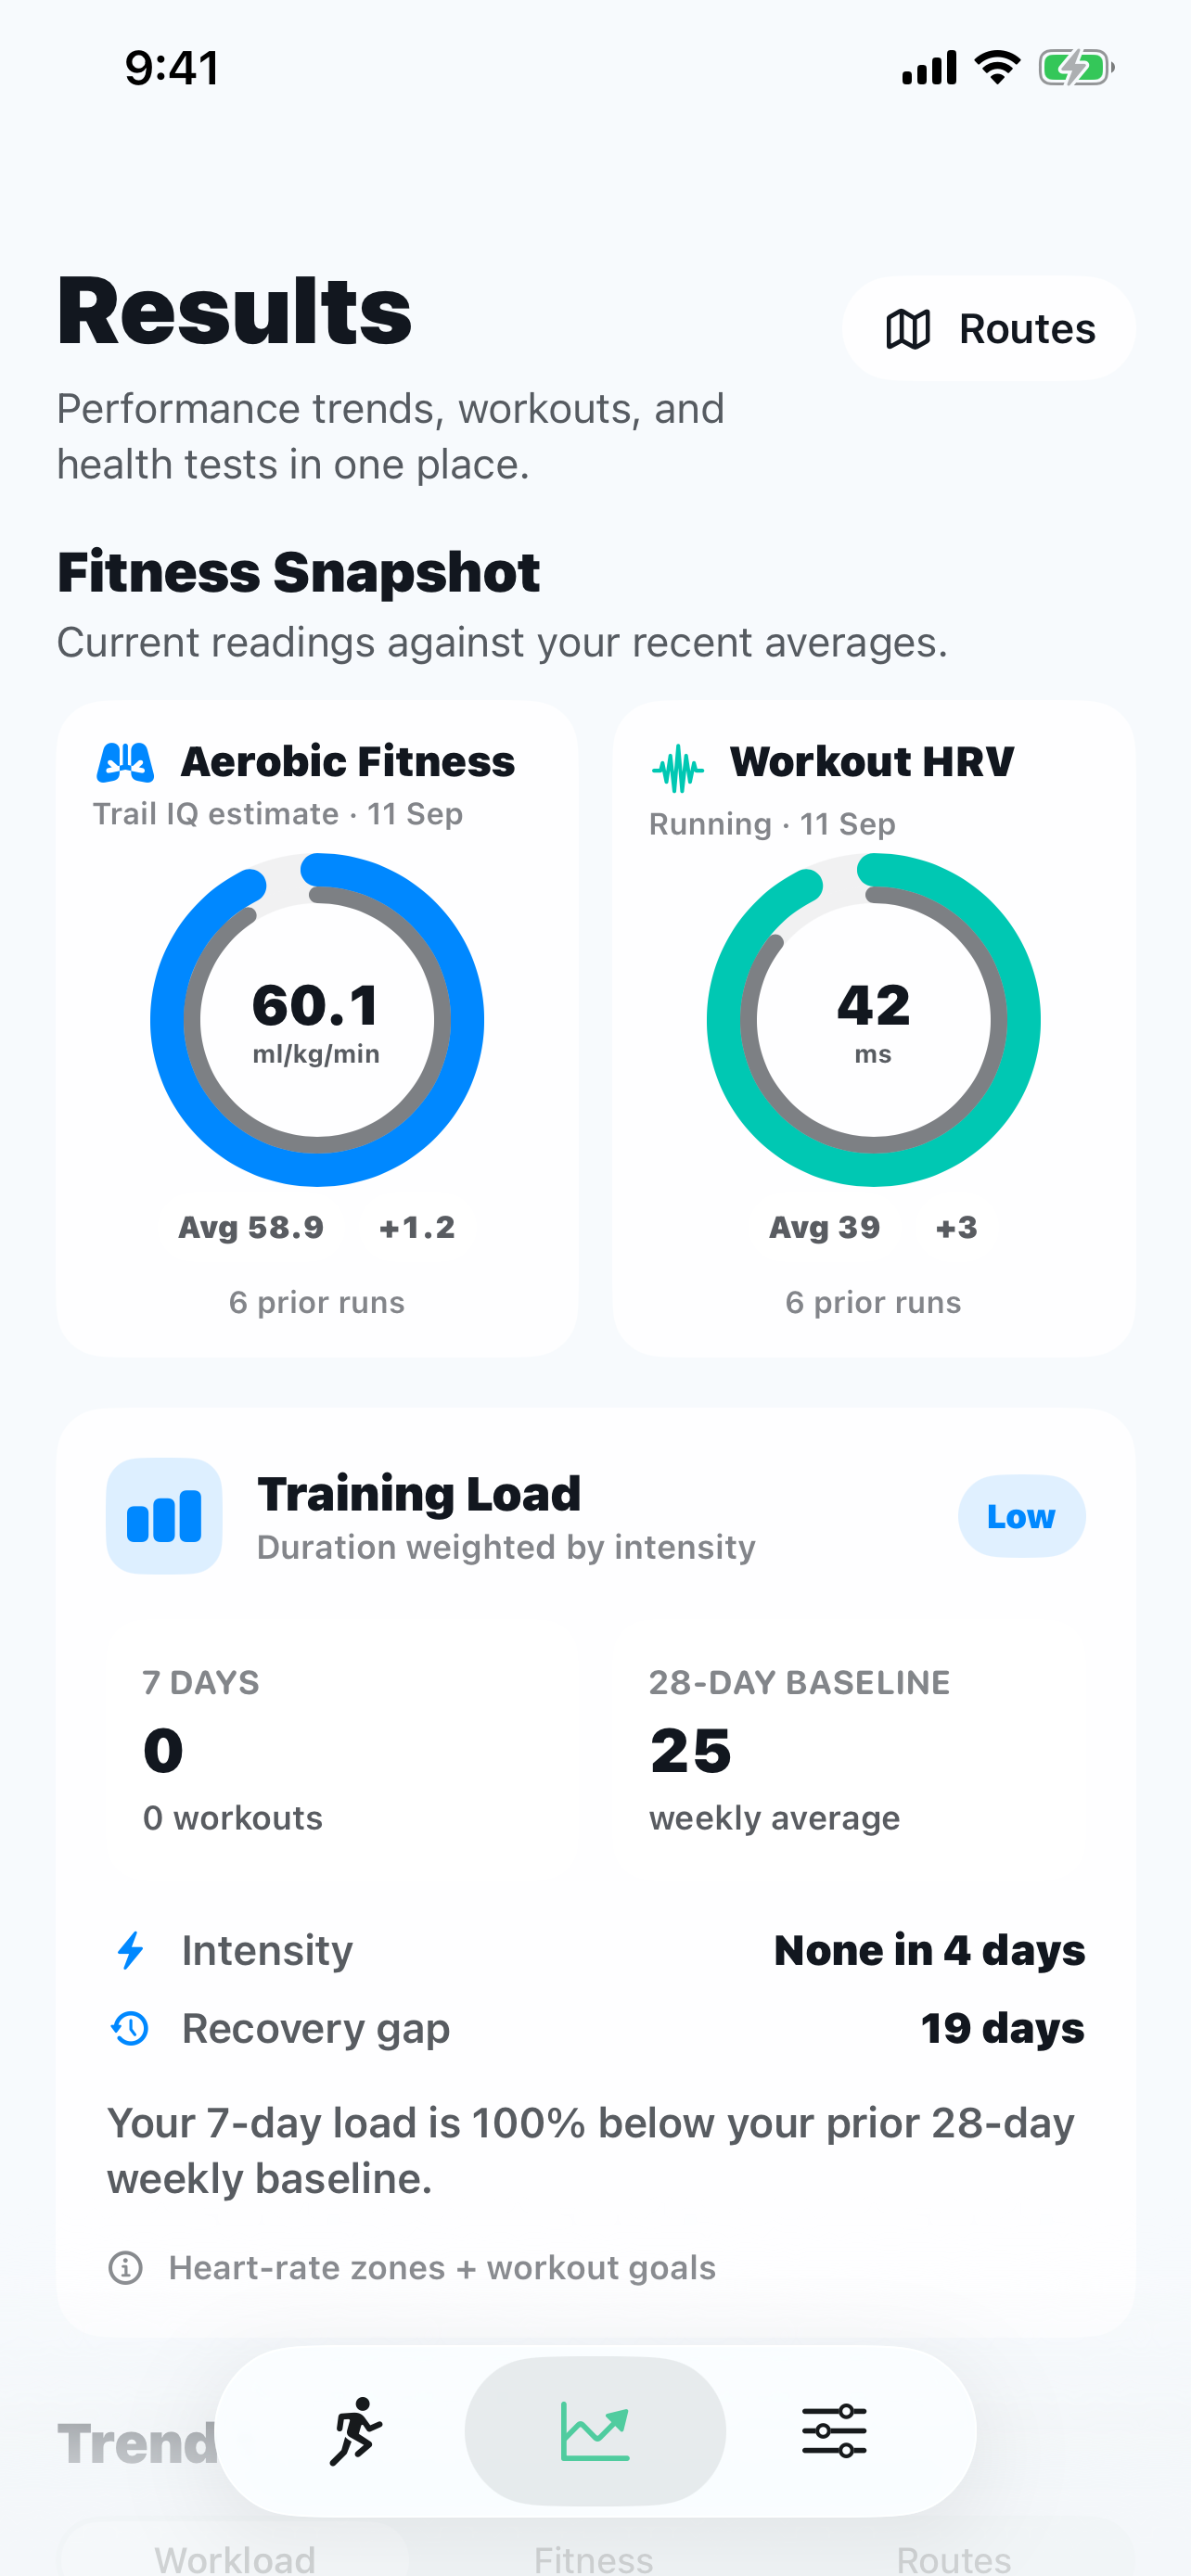 9:41
Results
Routes
Performance trends, workouts, and
health tests in one place.
Fitness Snapshot
Current readings against your recent averages.
Aerobic Fitness
Trail IQ estimate · 11 Sep
60.1
ml/kg/min
Avg 58.9
+1.2
6 prior runs
Workout HRV
Running · 11 Sep
42
ms
Avg 39
+3
6 prior runs
Training Load
Duration weighted by intensity
Low
7 DAYS
0
0 workouts
28-DAY BASELINE
25
weekly average
Intensity
None in 4 days
Recovery gap
19 days
Your 7-day load is 100% below your prior 28-day
weekly baseline.
Heart-rate zones + workout goals
Trend
Workload
Fitness
Routes